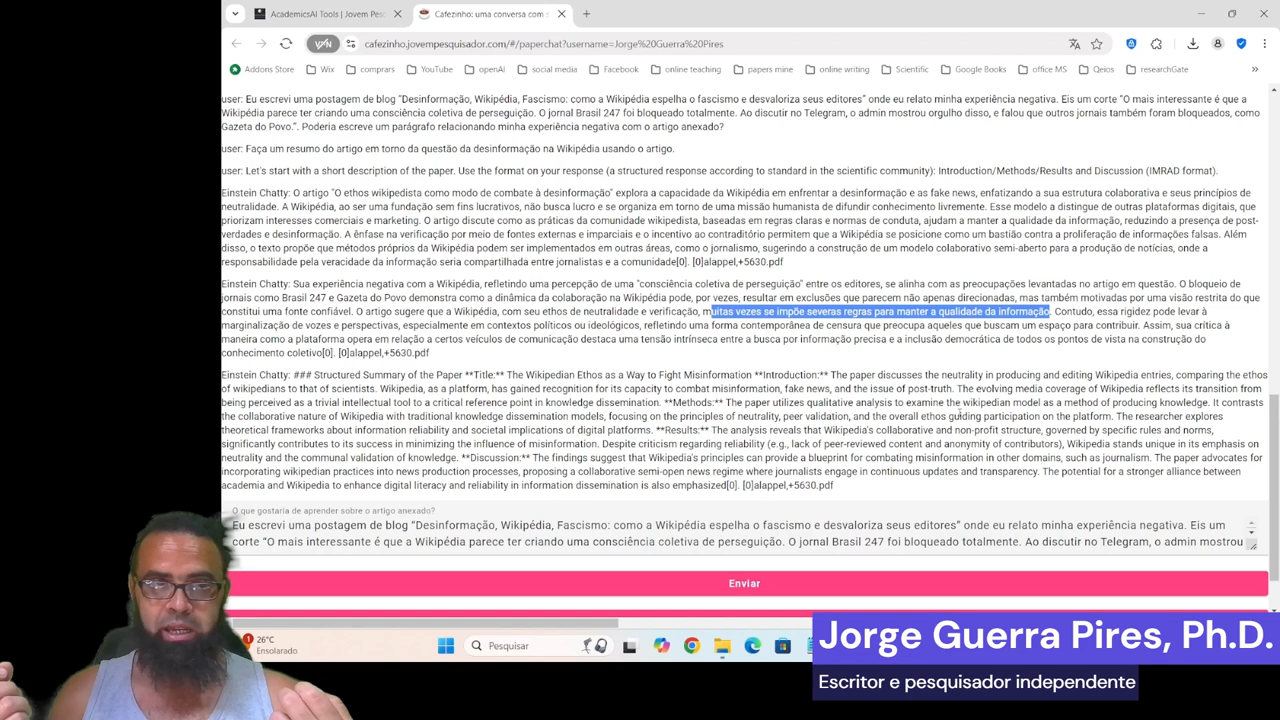 AcademicsAI Tools | Jovem Pes
Cafezinho: uma conversa com s
cafezinho.jovempesquisador.com/#/paperchat?username=Jorge%20Guerra%20Pires
Addons Store
Wix
comprars
YouTube
openAI
social media
Facebook
online teaching
papers mine
online writing
Scientific
Google Books
office MS
Qeios
researchGate
user: Eu escrevi uma postagem de blog “Desinformação, Wikipédia, Fascismo: como a Wikipédia espelha o fascismo e desvaloriza seus editores” onde eu relato minha experiência negativa. Eis um corte “O mais interessante é que a
Wikipédia parece ter criando uma consciência coletiva de perseguição. O jornal Brasil 247 foi bloqueado totalmente. Ao discutir no Telegram, o admin mostrou orgulho disso, e falou que outros jornais também foram bloqueados, como
Gazeta do Povo.”. Poderia escreve um parágrafo relacionando minha experiência negativa com o artigo anexado?
user: Faça um resumo do artigo em torno da questão da desinformação na Wikipédia usando o artigo.
user: Let's start with a short description of the paper. Use the format on your response (a structured response according to standard in the scientific community): Introduction/Methods/Results and Discussion (IMRAD format).
Einstein Chatty: O artigo "O ethos wikipedista como modo de combate à desinformação" explora a capacidade da Wikipédia em enfrentar a desinformação e as fake news, enfatizando a sua estrutura colaborativa e seus princípios de
neutralidade. A Wikipédia, ao ser uma fundação sem fins lucrativos, não busca lucro e se organiza em torno de uma missão humanista de difundir conhecimento livremente. Esse modelo a distingue de outras plataformas digitais, que
priorizam interesses comerciais e marketing. O artigo discute como as práticas da comunidade wikipedista, baseadas em regras claras e normas de conduta, ajudam a manter a qualidade da informação, reduzindo a presença de post-
verdades e desinformação. A ênfase na verificação por meio de fontes externas e imparciais e o incentivo ao contraditório permitem que a Wikipédia se posicione como um bastião contra a proliferação de informações falsas. Além
disso, o texto propõe que métodos próprios da Wikipédia podem ser implementados em outras áreas, como o jornalismo, sugerindo a construção de um modelo colaborativo semi-aberto para a produção de notícias, onde a
responsabilidade pela veracidade da informação seria compartilhada entre jornalistas e a comunidade[0]. [0]alappel,+5630.pdf
Einstein Chatty: Sua experiência negativa com a Wikipédia, refletindo uma percepção de uma "consciência coletiva de perseguição" entre os editores, se alinha com as preocupações levantadas no artigo em questão. O bloqueio de
jornais como Brasil 247 e Gazeta do Povo demonstra como a dinâmica da colaboração na Wikipédia pode, por vezes, resultar em exclusões que parecem não apenas direcionadas, mas também motivadas por uma visão restrita do que
constitui uma fonte confiável. O artigo sugere que a Wikipédia, com seu ethos de neutralidade e verificação, muitas vezes se impõe severas regras para manter a qualidade da informação. Contudo, essa rigidez pode levar à
marginalização de vozes e perspectivas, especialmente em contextos políticos ou ideológicos, refletindo uma forma contemporânea de censura que preocupa aqueles que buscam um espaço para contribuir. Assim, sua crítica à
maneira como a plataforma opera em relação a certos veículos de comunicação destaca uma tensão intrínseca entre a busca por informação precisa e a inclusão democrática de todos os pontos de vista na construção do
conhecimento coletivo[0]. [0]alappel,+5630.pdf
Einstein Chatty: ### Structured Summary of the Paper **Title:** The Wikipedian Ethos as a Way to Fight Misinformation **Introduction:** The paper discusses the neutrality in producing and editing Wikipedia entries, comparing the ethos
of wikipedians to that of scientists. Wikipedia, as a platform, has gained recognition for its capacity to combat misinformation, fake news, and the issue of post-truth. The evolving media coverage of Wikipedia reflects its transition from
being perceived as a trivial intellectual tool to a critical reference point in knowledge dissemination. **Methods:** The paper utilizes qualitative analysis to examine the wikipedian model as a method of producing knowledge. It contrasts
the collaborative nature of Wikipedia with traditional knowledge dissemination models, focusing on the principles of neutrality, peer validation, and the overall ethos guiding participation on the platform. The researcher explores
theoretical frameworks about information reliability and societal implications of digital platforms. **Results:** The analysis reveals that Wikipedia's collaborative and non-profit structure, governed by specific rules and norms,
significantly contributes to its success in minimizing the influence of misinformation. Despite criticism regarding reliability (e.g., lack of peer-reviewed content and anonymity of contributors), Wikipedia stands unique in its emphasis on
neutrality and the communal validation of knowledge. **Discussion:** The findings suggest that Wikipedia's principles can provide a blueprint for combating misinformation in other domains, such as journalism. The paper advocates for
incorporating wikipedian practices into news production processes, proposing a collaborative semi-open news regime where journalists engage in continuous updates and transparency. The potential for a stronger alliance between
academia and Wikipedia to enhance digital literacy and reliability in information dissemination is also emphasized[0]. [0]alappel,+5630.pdf
O que gostaria de aprender sobre o artigo anexado?
Eu escrevi uma postagem de blog “Desinformação, Wikipédia, Fascismo: como a Wikipédia espelha o fascismo e desvaloriza seus editores” onde eu relato minha experiência negativa. Eis um
corte “O mais interessante é que a Wikipédia parece ter criando uma consciência coletiva de perseguição. O jornal Brasil 247 foi bloqueado totalmente. Ao discutir no Telegram, o admin mostrou
Enviar
1
26°C
Ensolarado
Pesquisar
Jorge Guerra Pires, Ph.D.
Escritor e pesquisador independente